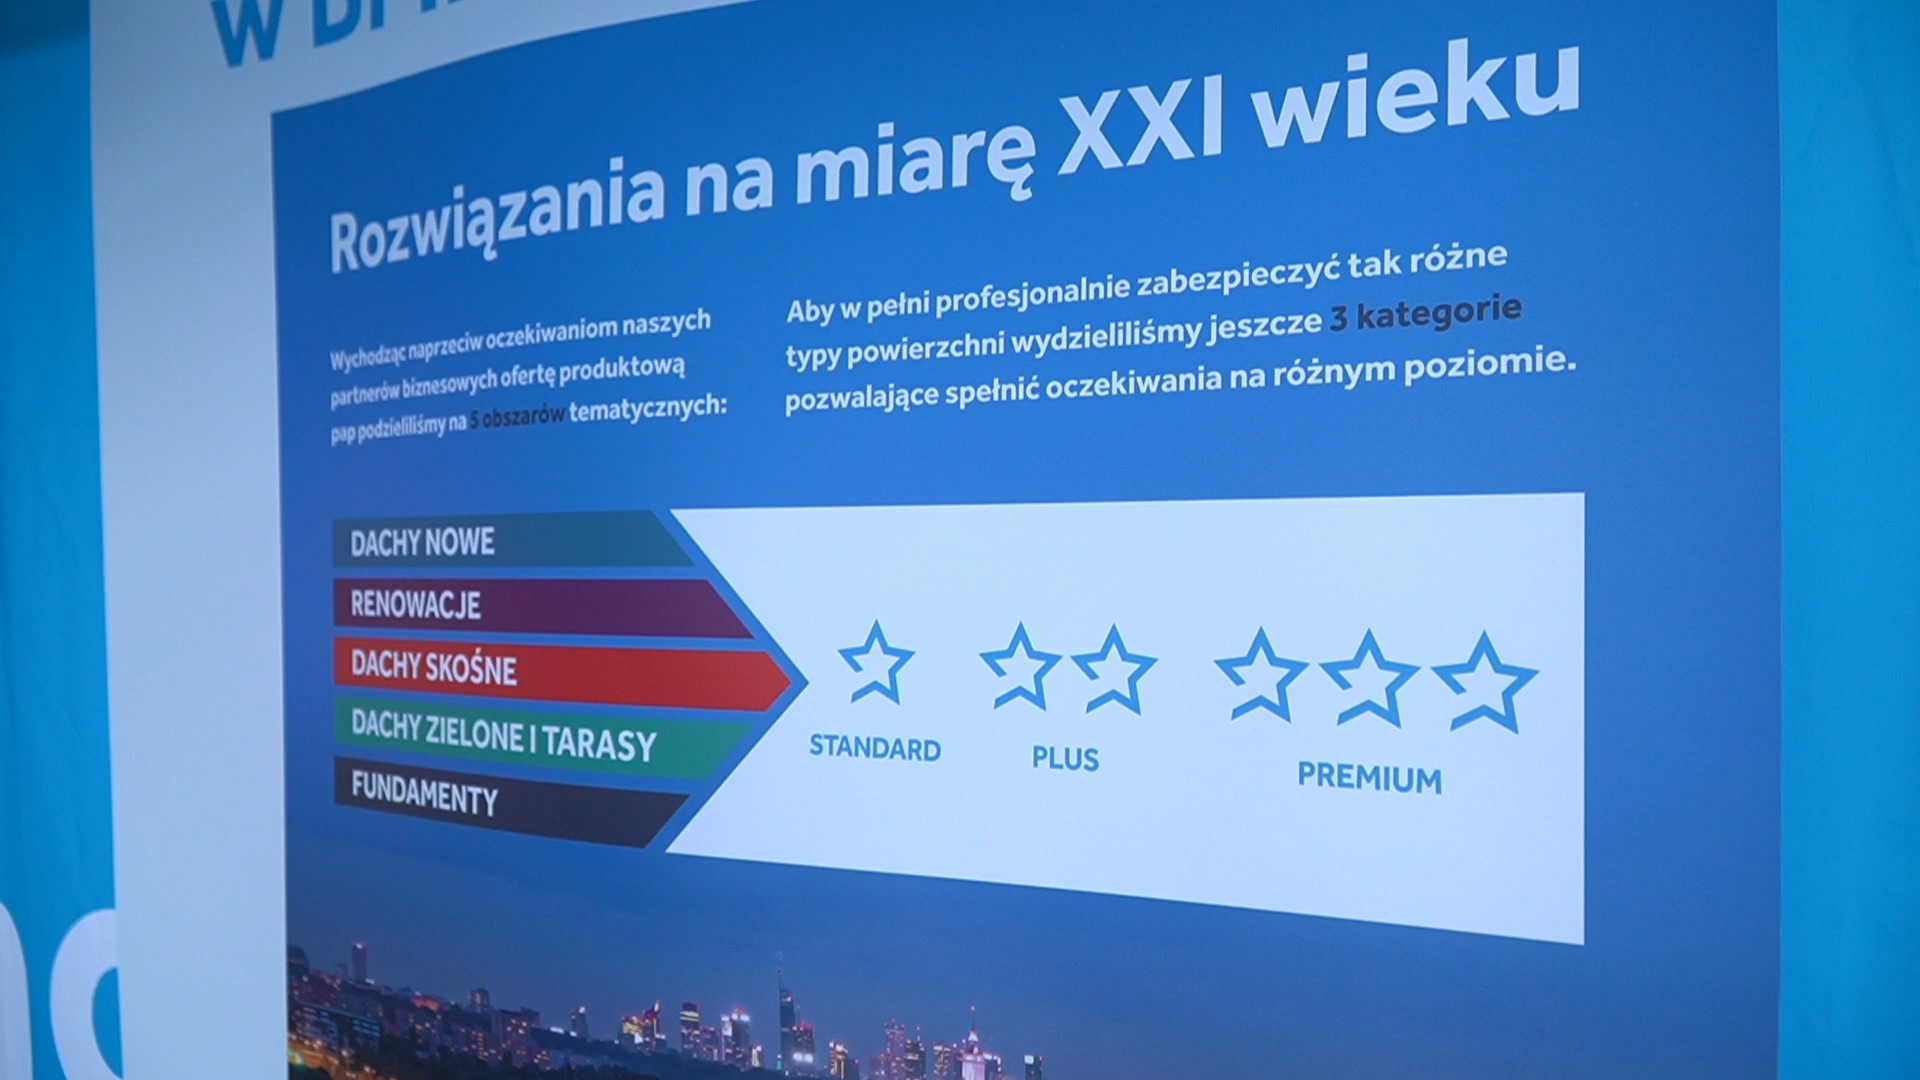 W
Rozwiązania na miarę XXI wieku
Wychodząc naprzeciw oczekiwaniom naszych
partnerów biznesowych ofertę produktową
pap podzieliliśmy na 5 obszarów tematycznych:
Aby w pełni profesjonalnie zabezpieczyć tak różne
typy powierzchni wydzieliliśmy jeszcze 3 kategorie
pozwalające spełnić oczekiwania na różnym poziomie.
DACHY NOWE
RENOWACJE
DACHY SKOŚNE
DACHY ZIELONE I TARASY
FUNDAMENTY
STANDARD
PLUS
PREMIUM